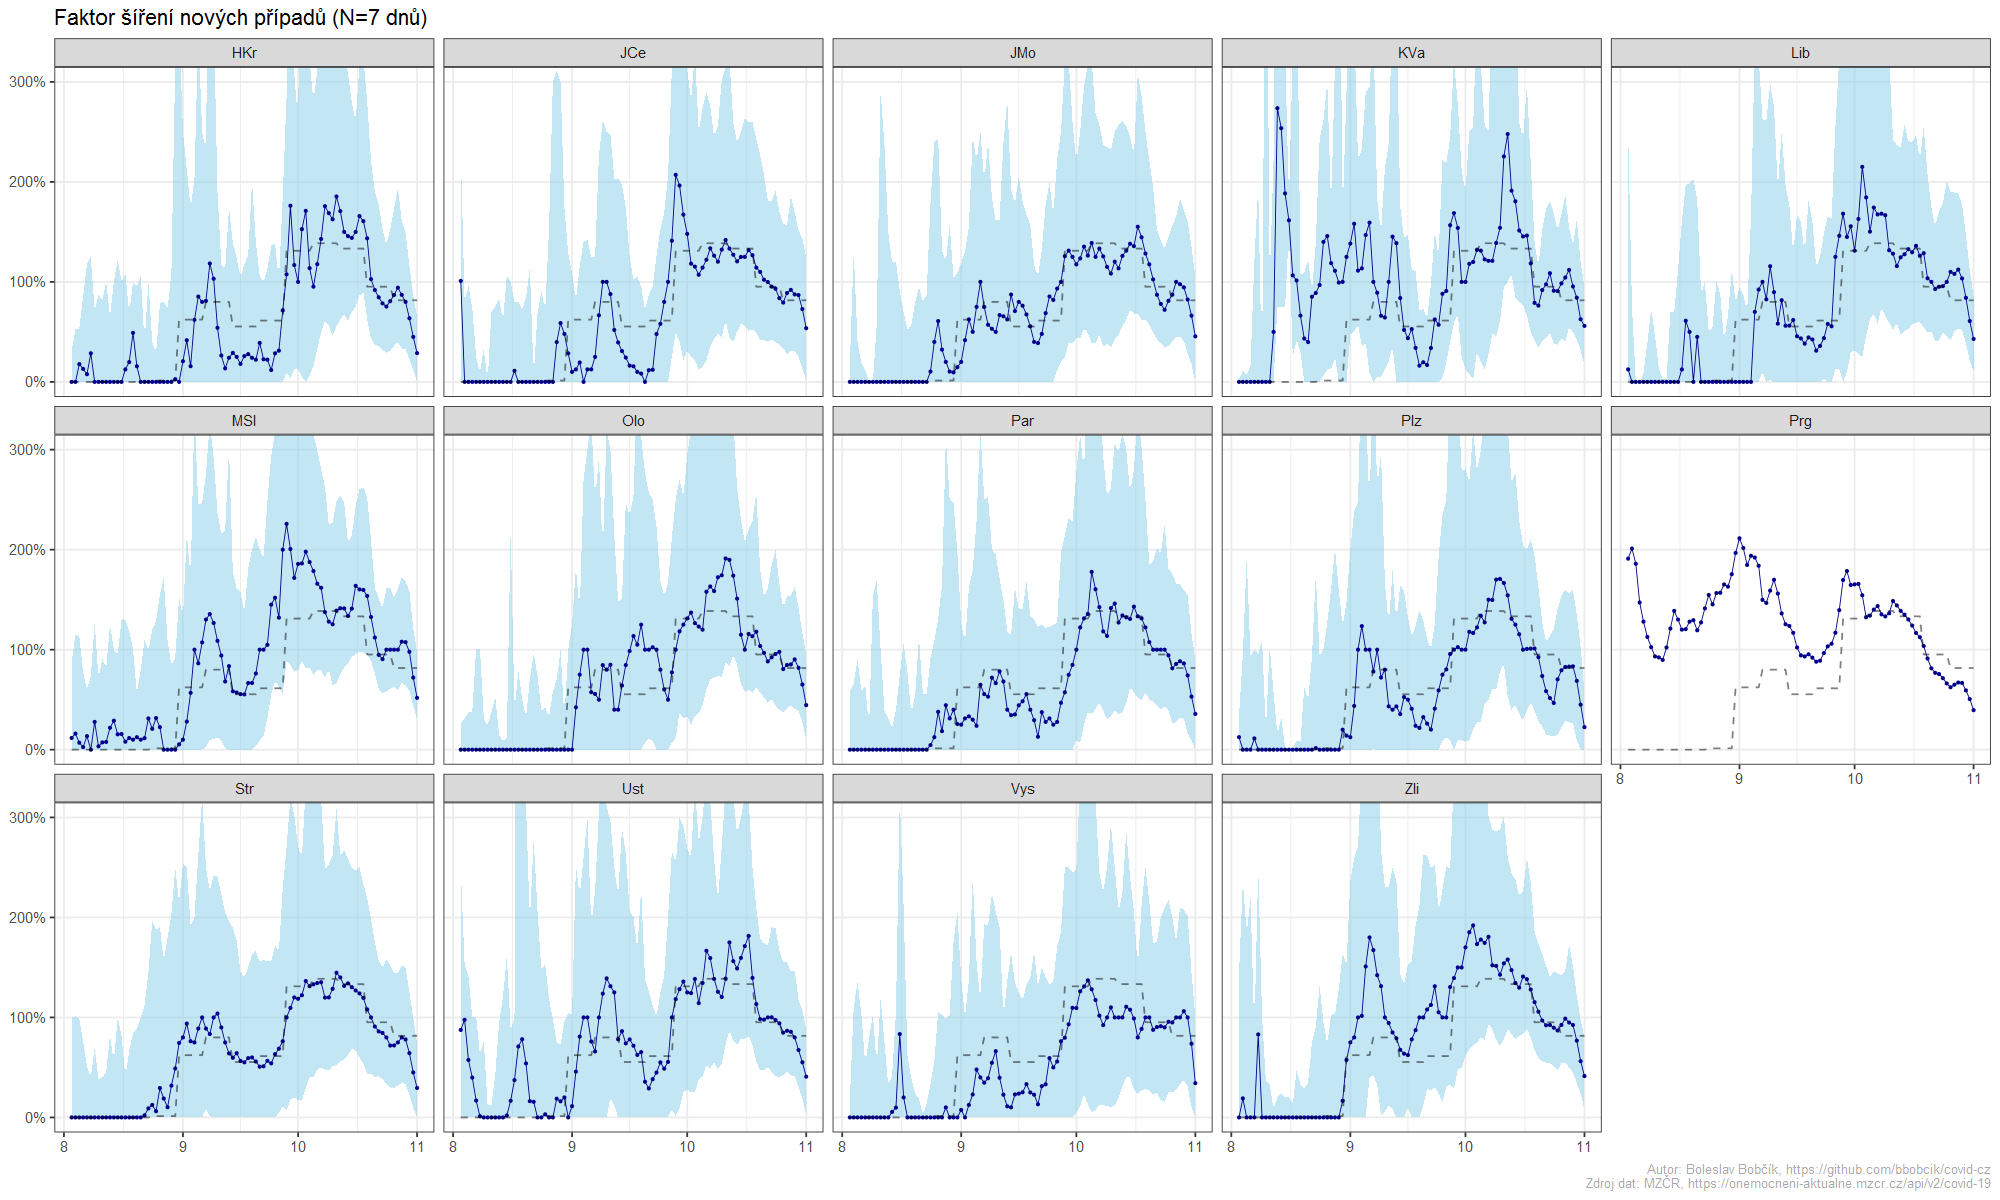 Faktor šíření nových případů (N=7 dnů)
HKr JCe JMo KVa Lib
300%
200%
100%
0%
MSl Olo Par Plz Prg
300%
200%
100%
0%
8 9 10 11
Str Ust Vys Zli
300%
200%
100%
0%
8 9 10 11 8 9 10 11 8 9 10 11 8 9 10 11
Autor: Boleslav Bobčík, https://github.com/bbobcik/covid-cz
Zdroj dat: MZČR, https://onemocneni-aktualne.mzcr.cz/api/v2/covid-19